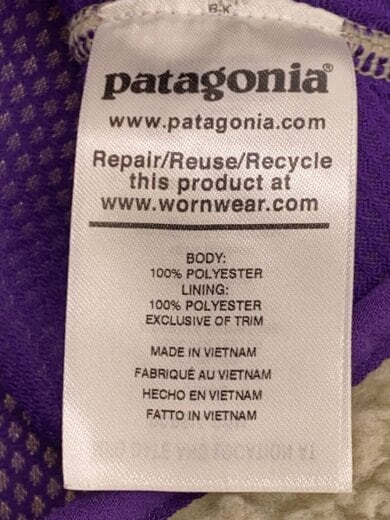 patagonia®
www.patagonia.com
Repair/Reuse/Recycle
this product at
www.wornwear.com
BODY:
100% POLYESTER
LINING:
100% POLYESTER
EXCLUSIVE OF TRIM
MADE IN VIETNAM
FABRIQUÉ AU VIETNAM
HECHO EN VIETNAM
FATTO IN VIETNAM